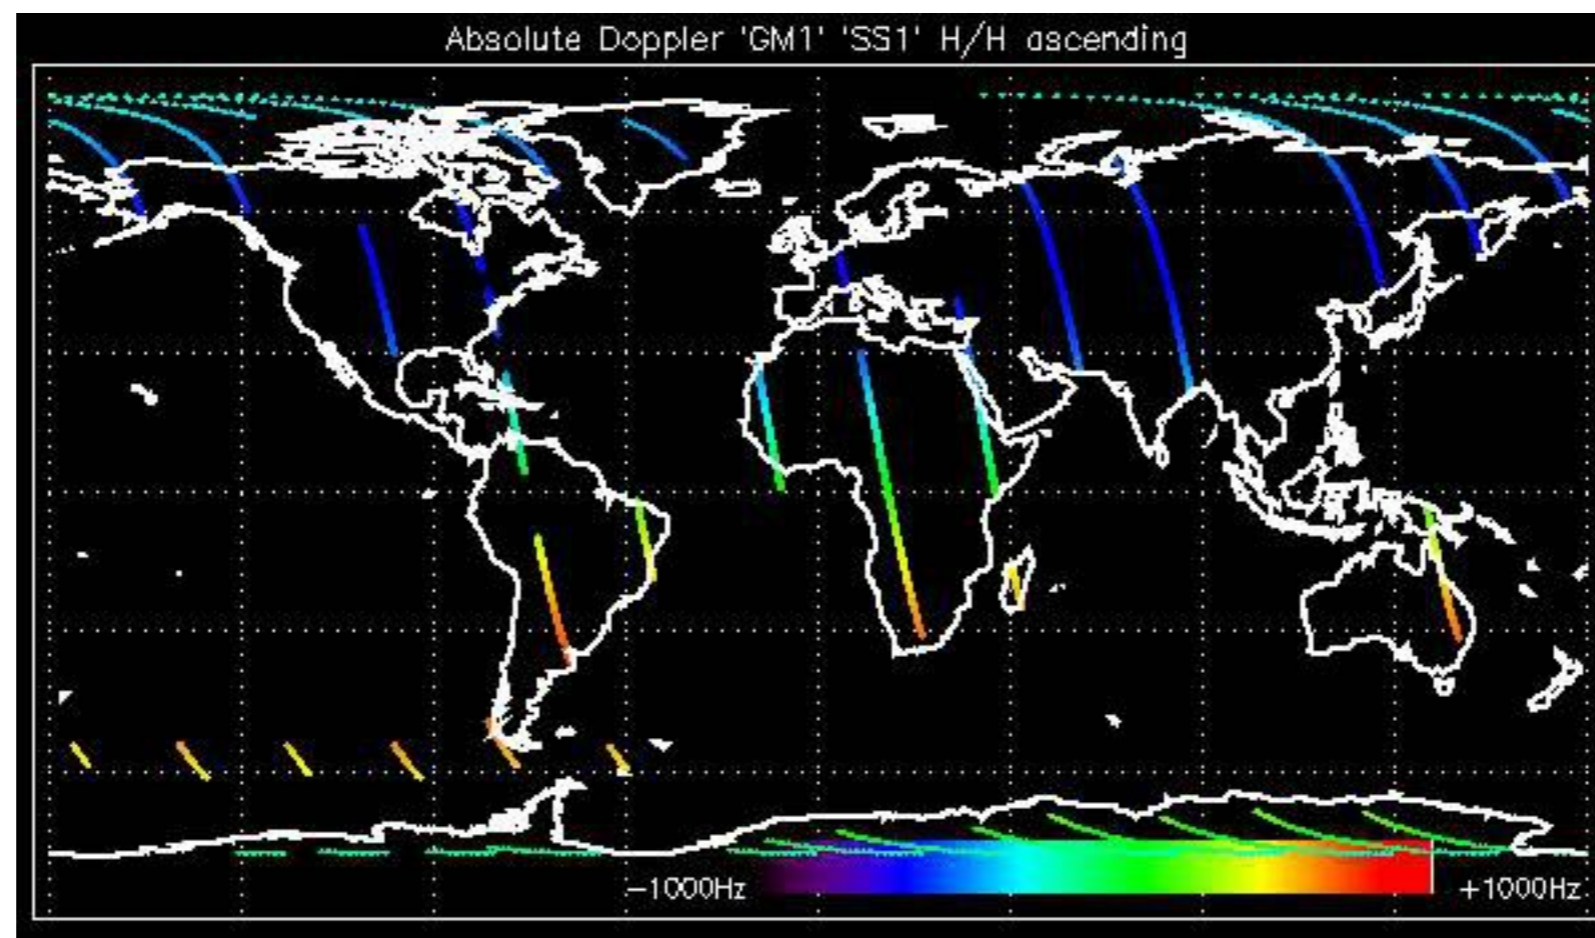 Absolute Doppler 'GM1' 'SS1' H/H ascending
−1000Hz
+1000Hz